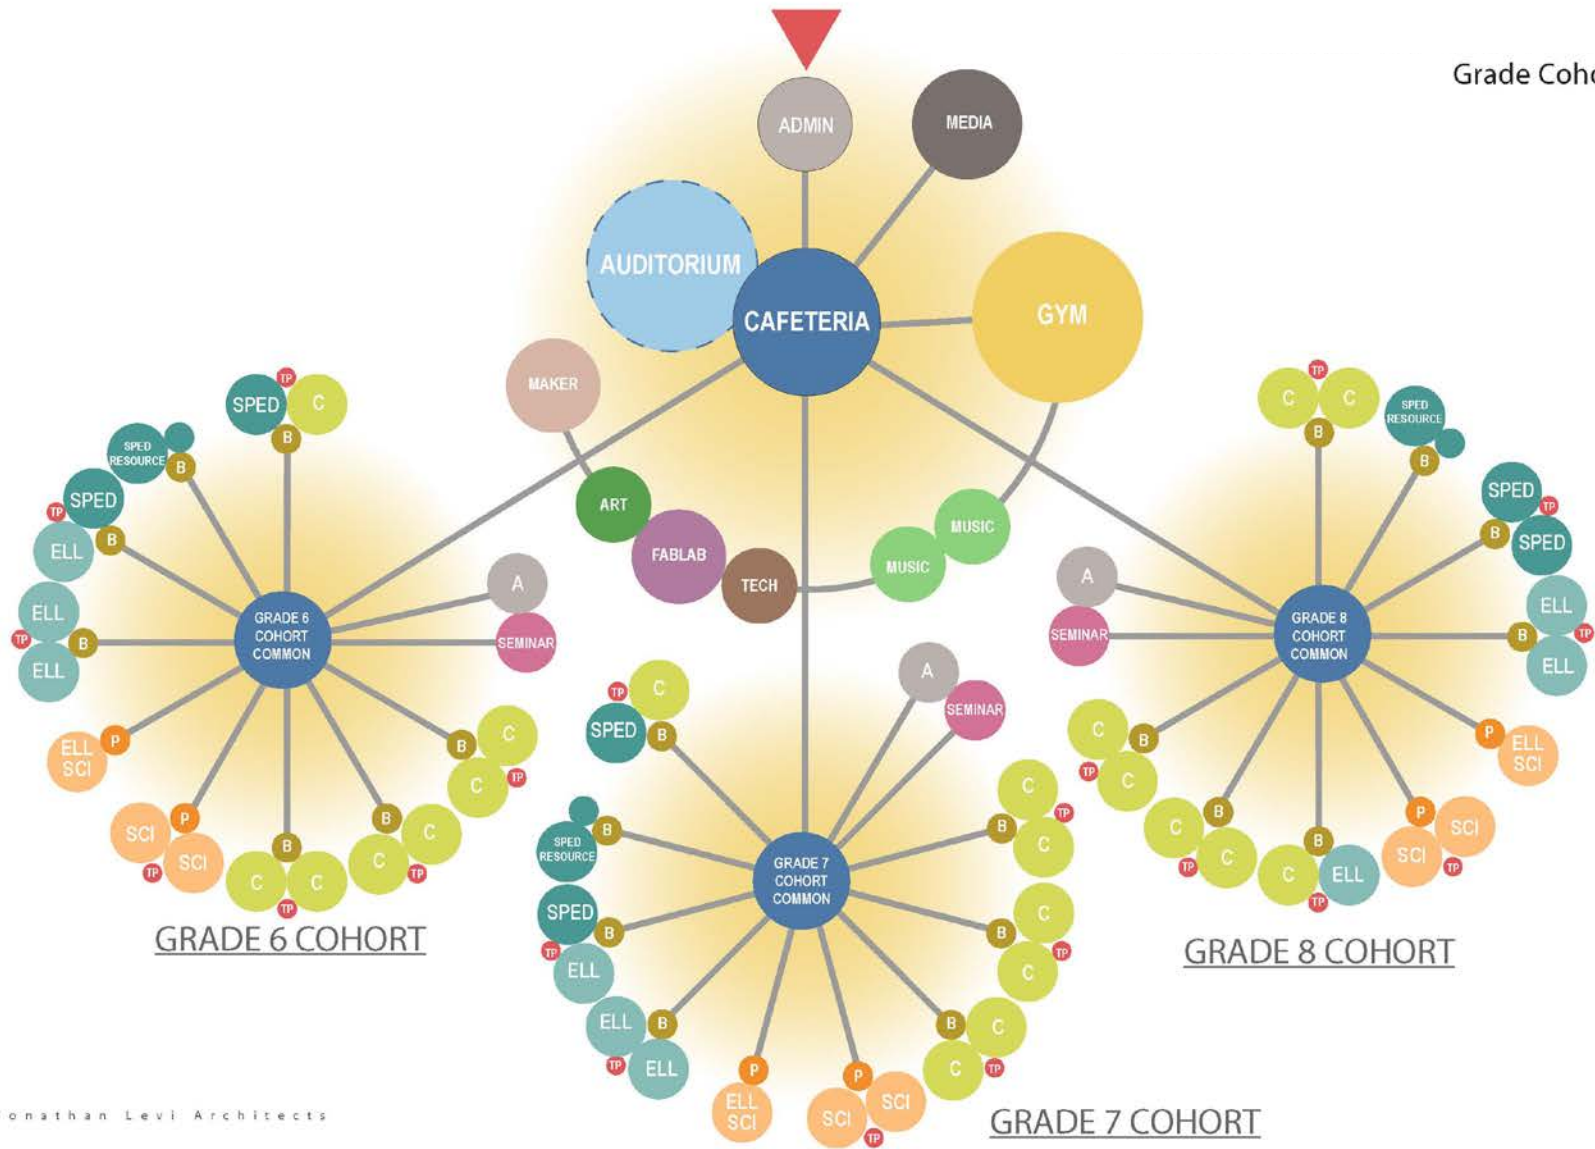 Grade Coho
ADMIN
MEDIA
AUDITORIUM
CAFETERIA
GYM
MAKER
ART
FABLAB
TECH
MUSIC
MUSIC
TP
SPED
C
B
SPED
RESOURCE
B
SPED
TP
B
ELL
ELL
TP
B
ELL
ELL
SCI
P
SCI
P
SCI
TP
B
C
C
TP
B
C
C
TP
B
C
C
TP
A
SEMINAR
GRADE 6
COHORT
COMMON
GRADE 6 COHORT
TP
C
SPED
B
A
SEMINAR
B
SPED
RESOURCE
SPED
B
TP
ELL
ELL
B
TP
ELL
P
ELL
SCI
P
SCI
SCI
TP
C
B
TP
C
C
B
TP
C
C
B
C
TP
GRADE 7
COHORT
COMMON
GRADE 7 COHORT
TP
C
C
B
SPED
RESOURCE
B
SPED
TP
B
SPED
ELL
B
TP
ELL
P
ELL
SCI
P
SCI
SCI
TP
B
C
ELL
TP
B
C
C
TP
C
B
TP
C
A
SEMINAR
GRADE 8
COHORT
COMMON
GRADE 8 COHORT
onathan Levi Architects